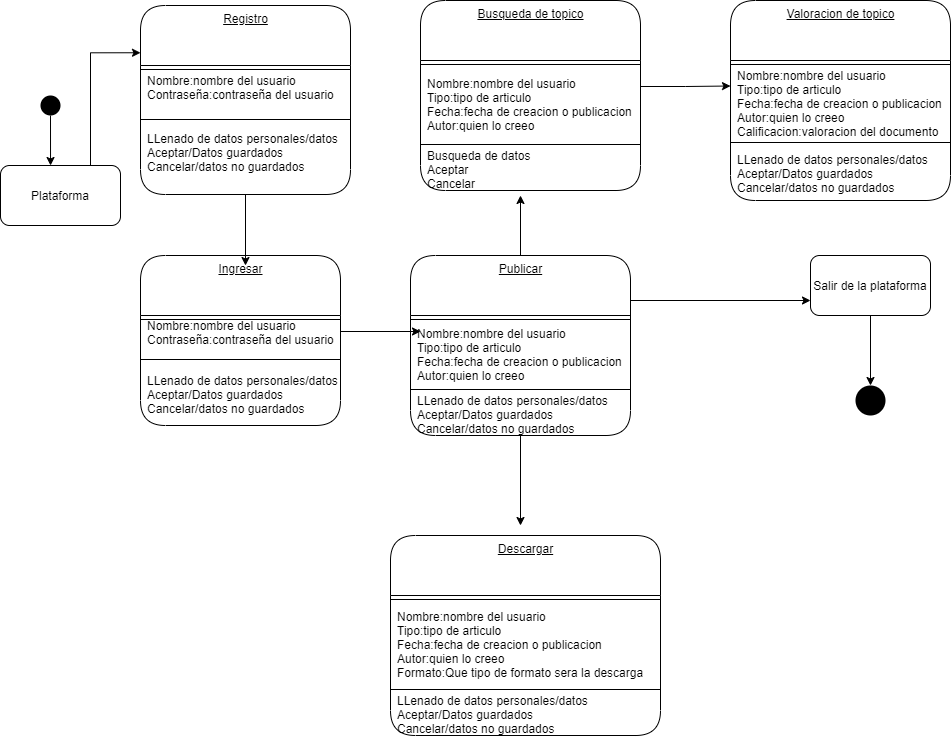 Registro
Nombre:nombre del usuario
Contraseña:contraseña del usuario
LLenado de datos personales/datos
Aceptar/Datos guardados
Cancelar/datos no guardados
Busqueda de topico
Nombre:nombre del usuario
Tipo:tipo de articulo
Fecha:fecha de creacion o publicacion
Autor:quien lo creeo
Busqueda de datos
Aceptar
Cancelar
Valoracion de topico
Nombre:nombre del usuario
Tipo:tipo de articulo
Fecha:fecha de creacion o publicacion
Autor:quien lo creeo
Calificacion:valoracion del documento
LLenado de datos personales/datos
Aceptar/Datos guardados
Cancelar/datos no guardados
Plataforma
Ingresar
Nombre:nombre del usuario
Contraseña:contraseña del usuario
LLenado de datos personales/datos
Aceptar/Datos guardados
Cancelar/datos no guardados
Publicar
Nombre:nombre del usuario
Tipo:tipo de articulo
Fecha:fecha de creacion o publicacion
Autor:quien lo creeo
LLenado de datos personales/datos
Aceptar/Datos guardados
Cancelar/datos no guardados
Salir de la plataforma
Descargar
Nombre:nombre del usuario
Tipo:tipo de articulo
Fecha:fecha de creacion o publicacion
Autor:quien lo creeo
Formato:Que tipo de formato sera la descarga
LLenado de datos personales/datos
Aceptar/Datos guardados
Cancelar/datos no guardados